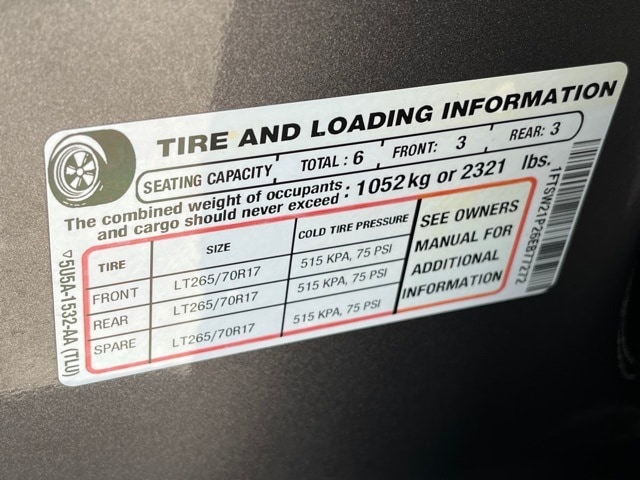 TIRE AND LOADING INFORMATION
SEATING CAPACITY TOTAL : 6 FRONT: 3 REAR: 3
The combined weight of occupants
and cargo should never exceed : 1052 kg or 2321 lbs.
TIRE SIZE COLD TIRE PRESSURE
FRONT LT265/70R17 515 KPA, 75 PSI
REAR LT265/70R17 515 KPA, 75 PSI
SPARE LT265/70R17 515 KPA, 75 PSI
SEE OWNERS
MANUAL FOR
ADDITIONAL
INFORMATION
5U5A-1532-AA (TLU)
1FTSW21P26EB77272